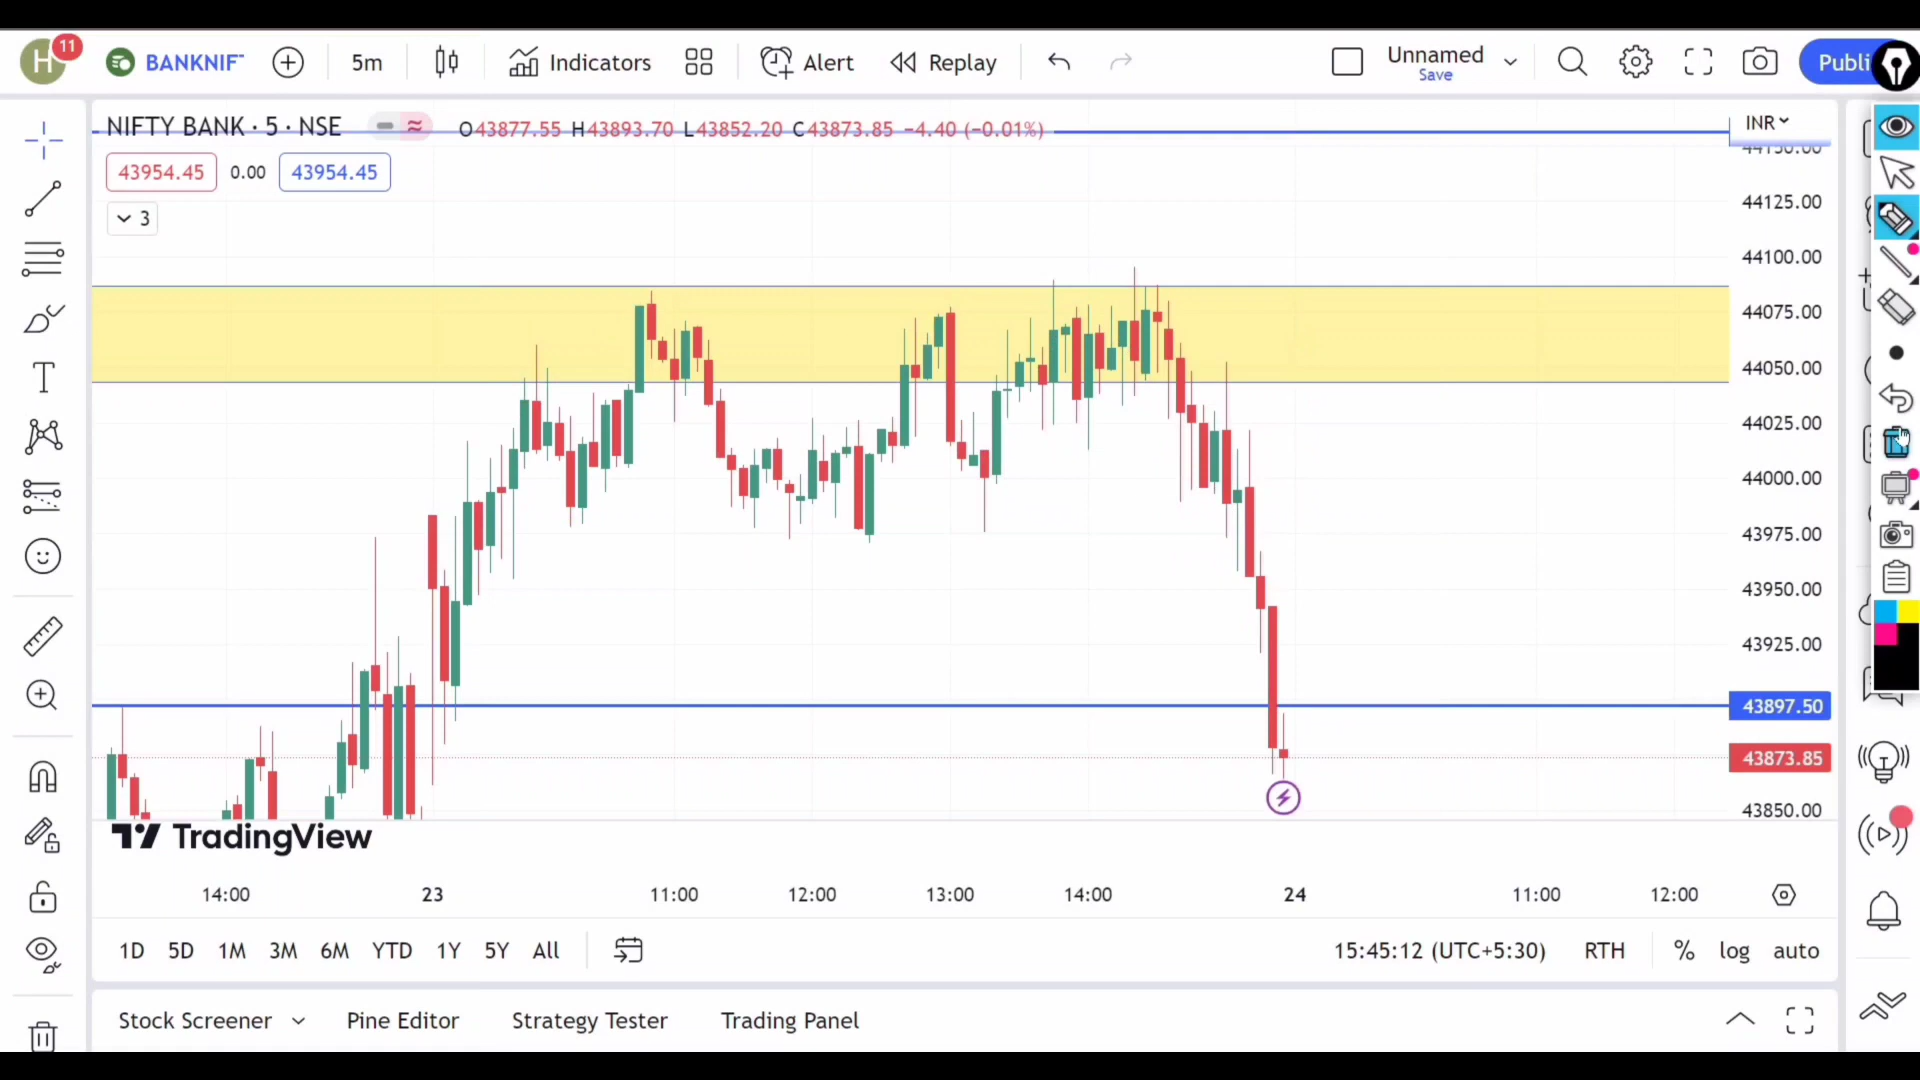 H 11 BANKNIF 5m Indicators Alert Replay Unnamed Save Publi
NIFTY BANK · 5 · NSE O43877.55 H43893.70 L43852.20 C43873.85 −4.40 (−0.01%) INR
43954.45 0.00 43954.45
3
44125.00
44100.00
44075.00
44050.00
44025.00
44000.00
43975.00
43950.00
43925.00
43897.50
43873.85
43850.00
TradingView
14:00 23 11:00 12:00 13:00 14:00 24 11:00 12:00
1D 5D 1M 3M 6M YTD 1Y 5Y All 15:45:12 (UTC+5:30) RTH % log auto
Stock Screener Pine Editor Strategy Tester Trading Panel